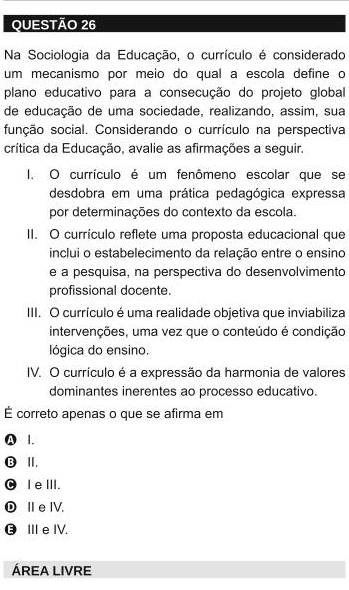 QUESTÃO 26
Na Sociologia da Educação, o currículo é considerado
um mecanismo por meio do qual a escola define o
plano educativo para a consecução do projeto global
de educação de uma sociedade, realizando, assim, sua
função social. Considerando o currículo na perspectiva
crítica da Educação, avalie as afirmações a seguir.
I. O currículo é um fenômeno escolar que se
desdobra em uma prática pedagógica expressa
por determinações do contexto da escola.
II. O currículo reflete uma proposta educacional que
inclui o estabelecimento da relação entre o ensino
e a pesquisa, na perspectiva do desenvolvimento
profissional docente.
III. O currículo é uma realidade objetiva que inviabiliza
intervenções, uma vez que o conteúdo é condição
lógica do ensino.
IV. O currículo é a expressão da harmonia de valores
dominantes inerentes ao processo educativo.
É correto apenas o que se afirma em
A I.
B II.
C I e III.
D II e IV.
E III e IV.
ÁREA LIVRE